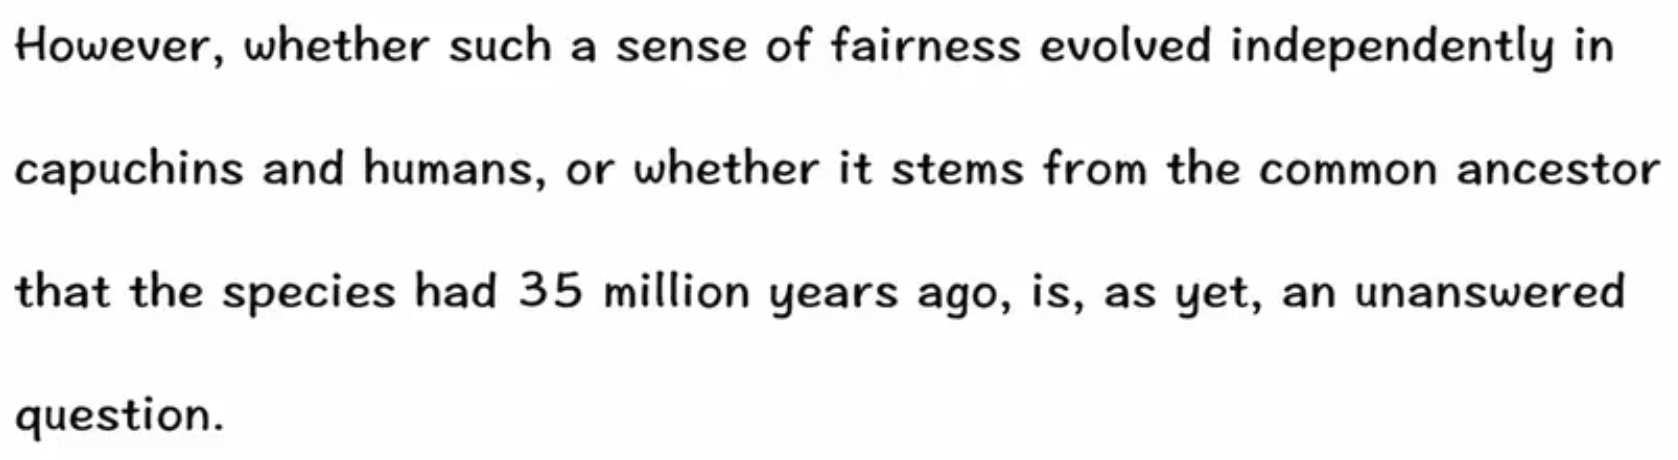 However, whether such a sense of fairness evolved independently in
capuchins and humans, or whether it stems from the common ancestor
that the species had 35 million years ago, is, as yet, an unanswered
question.